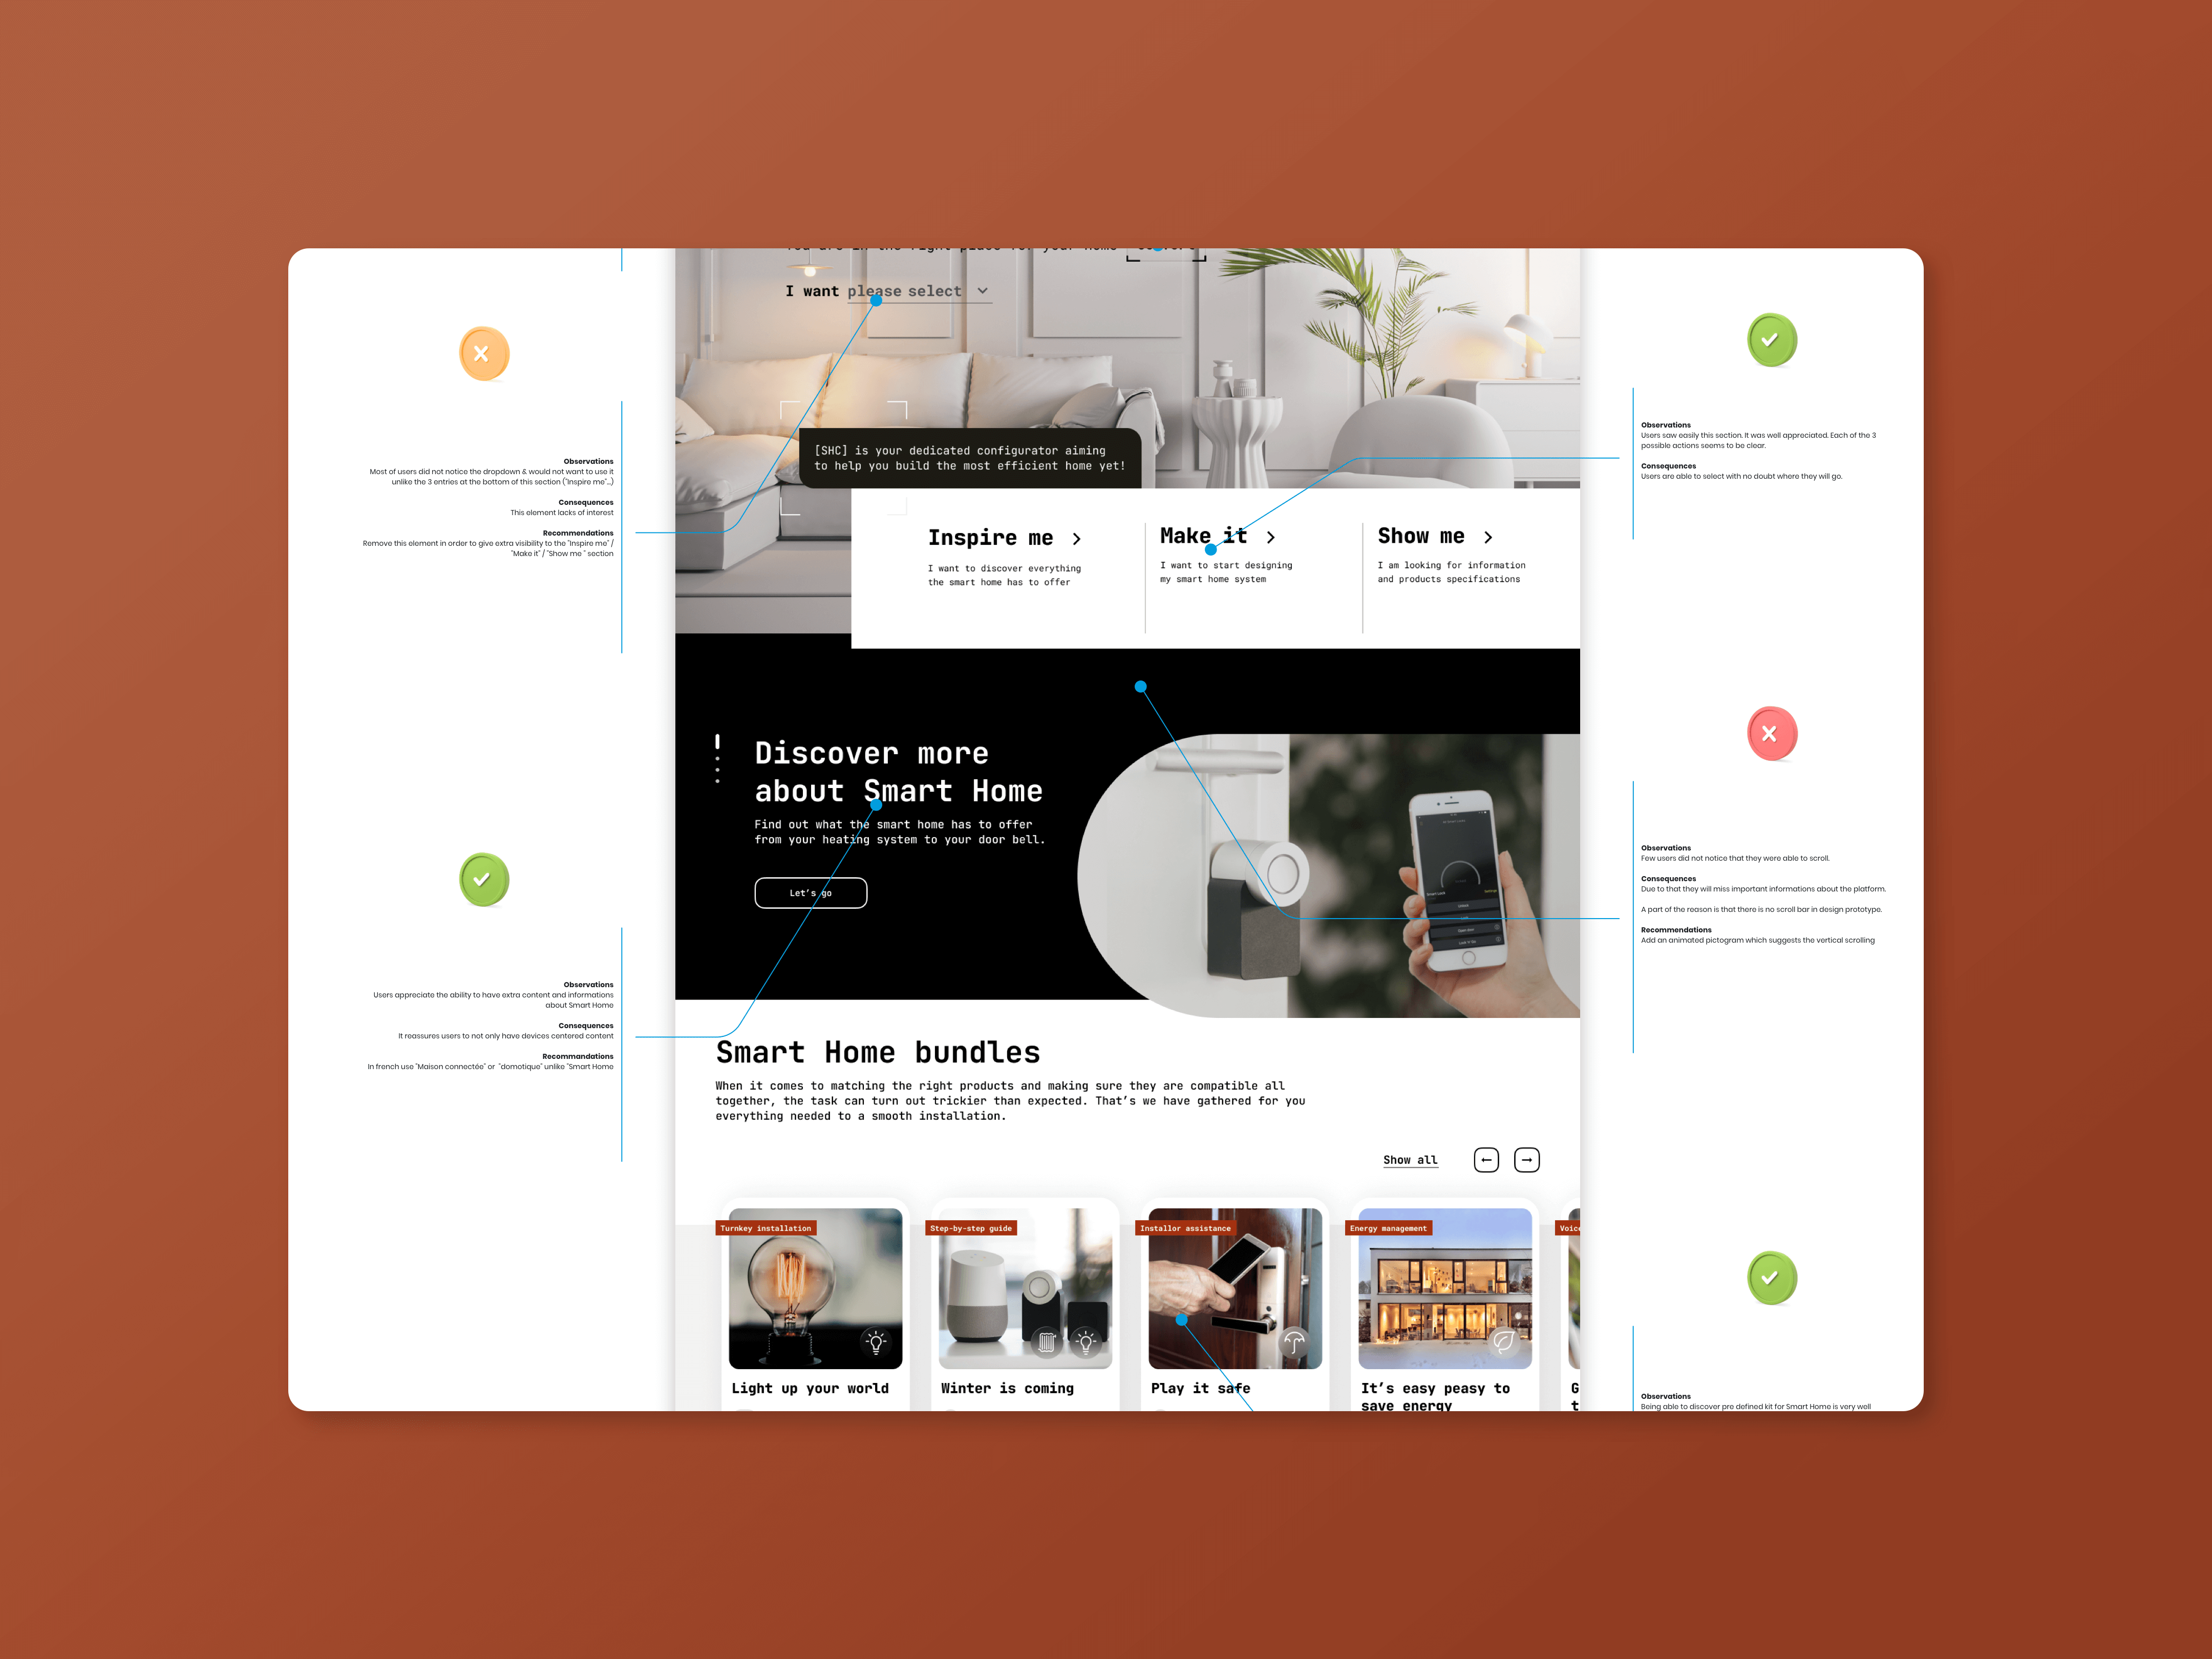 I want please select
[SHC] is your dedicated configurator aiming
to help you build the most efficient home yet!
Inspire me
I want to discover everything
the smart home has to offer
Make it
I want to start designing
my smart home system
Show me
I am looking for information
and products specifications
Discover more
about Smart Home
Find out what the smart home has to offer
from your heating system to your door bell.
Let's go
Smart Home bundles
When it comes to matching the right products and making sure they are compatible all
together, the task can turn out trickier than expected. That's we have gathered for you
everything needed to a smooth installation.
Show all
Turnkey installation
Light up your world
Step-by-step guide
Winter is coming
Installor assistance
Play it safe
Energy management
It's easy peasy to
save energy
Observations
Most of users did not notice the dropdown & would not want to use it
unlike the 3 entries at the bottom of this section ("Inspire me"...)
Consequences
This element lacks of interest
Recommendations
Remove this element in order to give extra visibility to the "Inspire me" /
"Make it" / "Show me " section
Observations
Users appreciate the ability to have extra content and informations
about Smart Home
Consequences
It reassures users to not only have devices centered content
Recommandations
In french use "Maison connectée" or "domotique" unlike "Smart Home
Observations
Users saw easily this section. It was well appreciated. Each of the 3
possible actions seems to be clear.
Consequences
Users are able to select with no doubt where they will go.
Observations
Few users did not notice that they were able to scroll.
Consequences
Due to that they will miss important informations about the platform.
A part of the reason is that there is no scroll bar in design prototype.
Recommendations
Add an animated pictogram which suggests the vertical scrolling
Observations
Being able to discover pre defined kit for Smart Home is very well